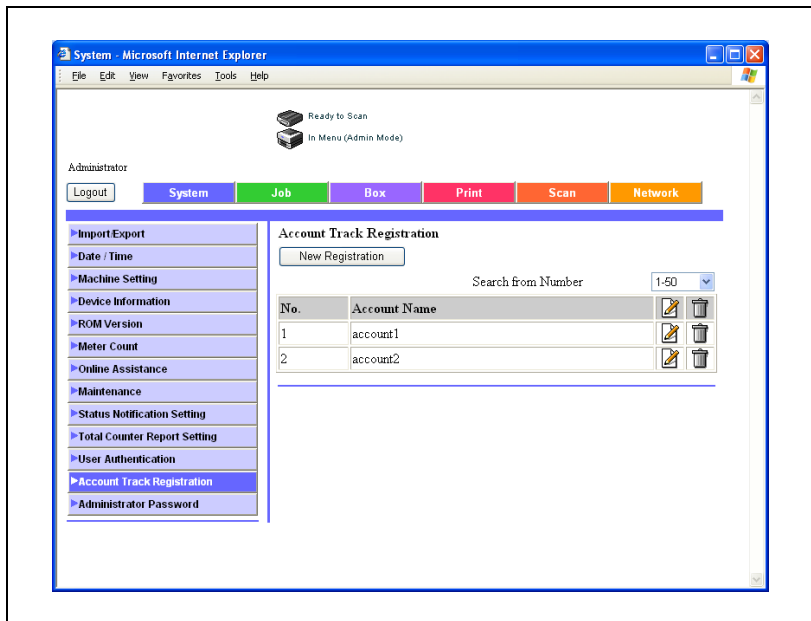 System - Microsoft Internet Explorer
File Edit View Favorites Tools Help
Ready to Scan
In Menu (Admin Mode)
Administrator
Logout System Job Box Print Scan Network
Import/Export
Date / Time
Machine Setting
Device Information
ROM Version
Meter Count
Online Assistance
Maintenance
Status Notification Setting
Total Counter Report Setting
User Authentication
Account Track Registration
Administrator Password
Account Track Registration
New Registration
Search from Number 1-50
No. Account Name
1 account1
2 account2